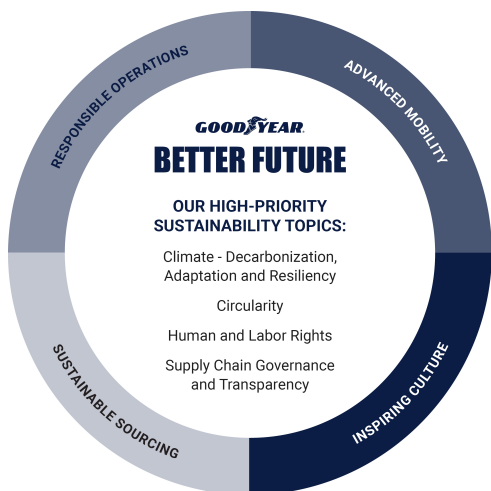 RESPONSIBLE OPERATIONS
ADVANCED MOBILITY
GOODYEAR
BETTER FUTURE
OUR HIGH-PRIORITY
SUSTAINABILITY TOPICS:
Climate - Decarbonization,
Adaptation and Resiliency
Circularity
Human and Labor Rights
Supply Chain Governance
and Transparency
SUSTAINABLE SOURCING
INSPIRING CULTURE